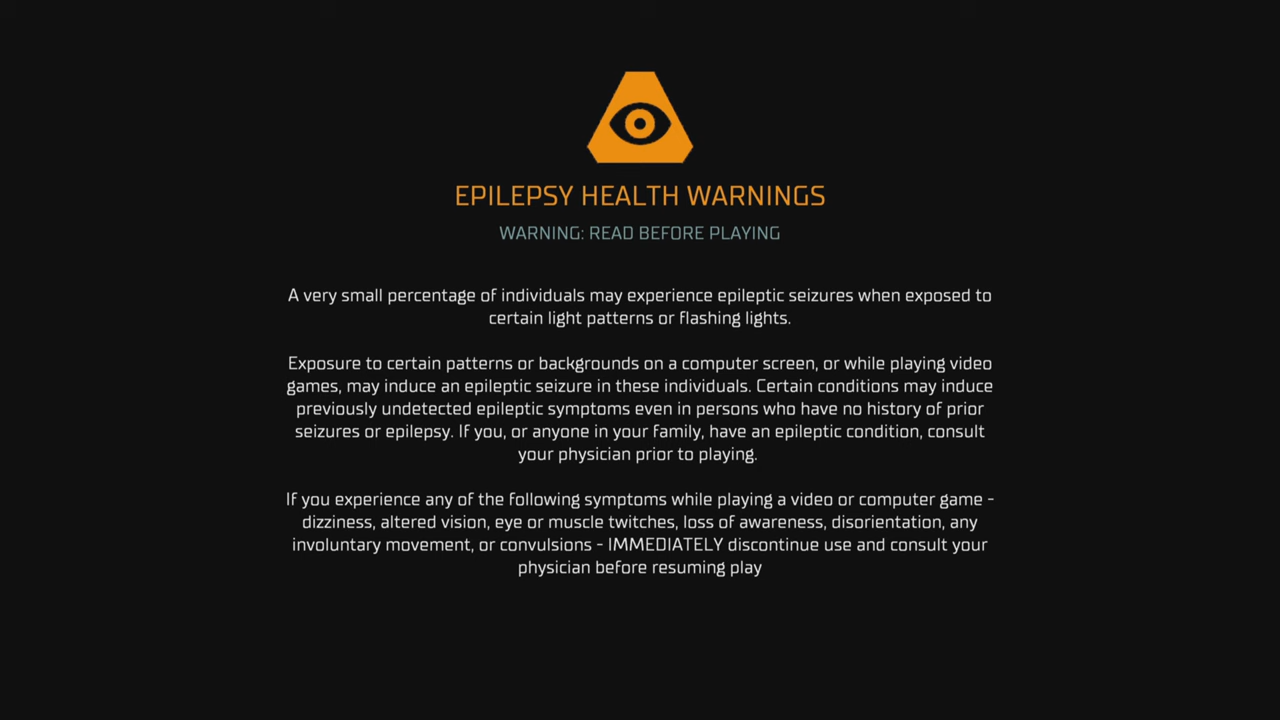 EPILEPSY HEALTH WARNINGS
WARNING: READ BEFORE PLAYING
A very small percentage of individuals may experience epileptic seizures when exposed to
certain light patterns or flashing lights.
Exposure to certain patterns or backgrounds on a computer screen, or while playing video
games, may induce an epileptic seizure in these individuals. Certain conditions may induce
previously undetected epileptic symptoms even in persons who have no history of prior
seizures or epilepsy. If you, or anyone in your family, have an epileptic condition, consult
your physician prior to playing.
If you experience any of the following symptoms while playing a video or computer game -
dizziness, altered vision, eye or muscle twitches, loss of awareness, disorientation, any
involuntary movement, or convulsions - IMMEDIATELY discontinue use and consult your
physician before resuming play